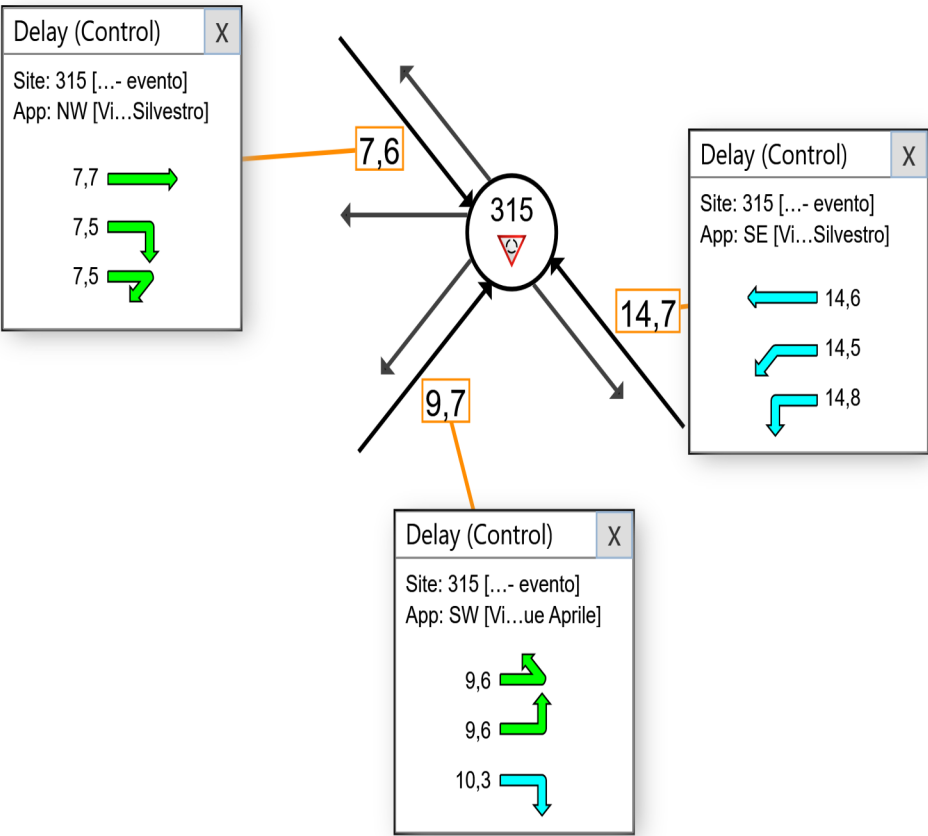 Delay (Control) X
Site: 315 [...- evento]
App: NW [Vi...Silvestro]
7,7
7,5
7,5
7,6
315
Delay (Control) X
Site: 315 [...- evento]
App: SE [Vi...Silvestro]
14,6
14,5
14,8
14,7
9,7
Delay (Control) X
Site: 315 [...- evento]
App: SW [Vi...ue Aprile]
9,6
9,6
10,3